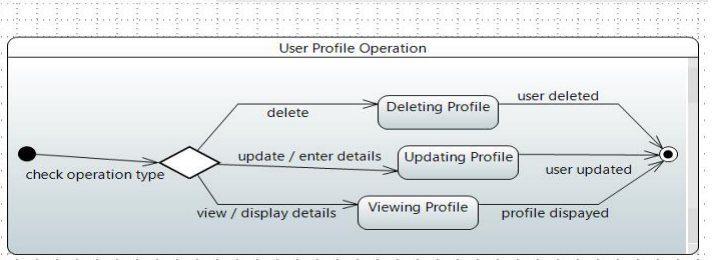 User Profile Operation
user deleted
Deleting Profile
delete
update / enter details
Updating Profile
user updated
check operation type
view / display details
Viewing Profile
profile dispayed